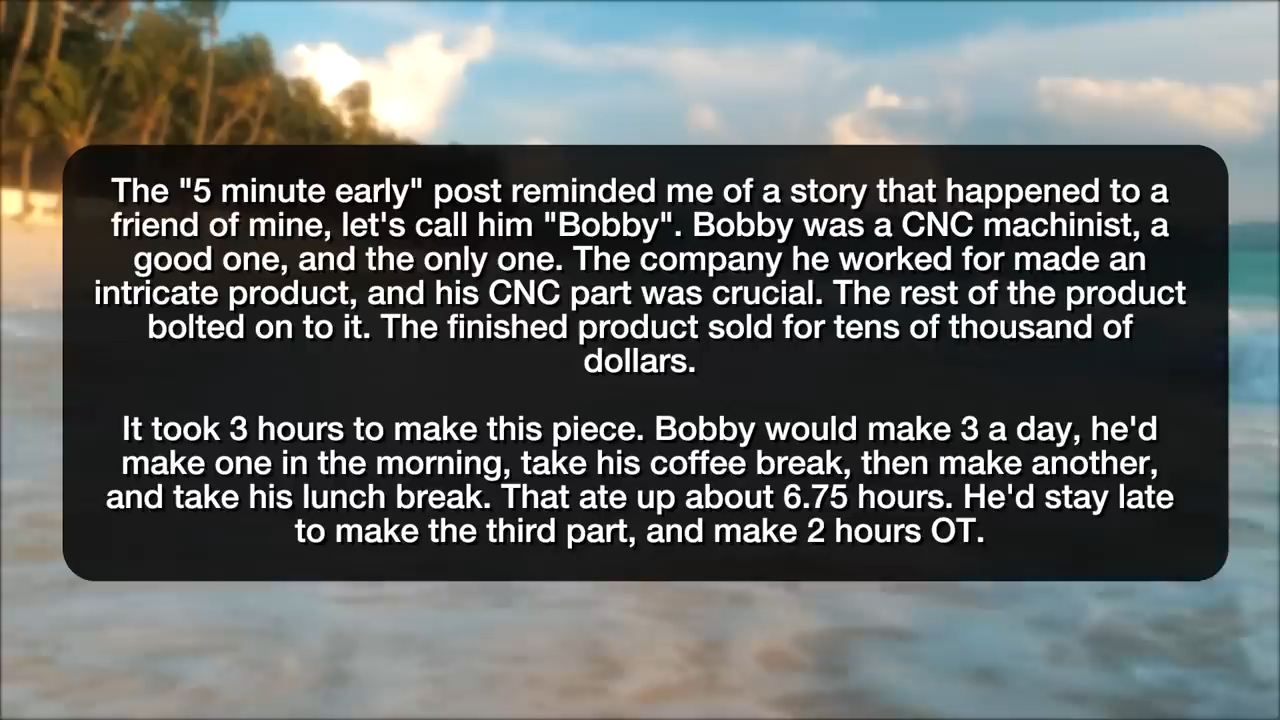 The "5 minute early" post reminded me of a story that happened to a
friend of mine, let's call him "Bobby". Bobby was a CNC machinist, a
good one, and the only one. The company he worked for made an
intricate product, and his CNC part was crucial. The rest of the product
bolted on to it. The finished product sold for tens of thousand of
dollars.

It took 3 hours to make this piece. Bobby would make 3 a day, he'd
make one in the morning, take his coffee break, then make another,
and take his lunch break. That ate up about 6.75 hours. He'd stay late
to make the third part, and make 2 hours OT.